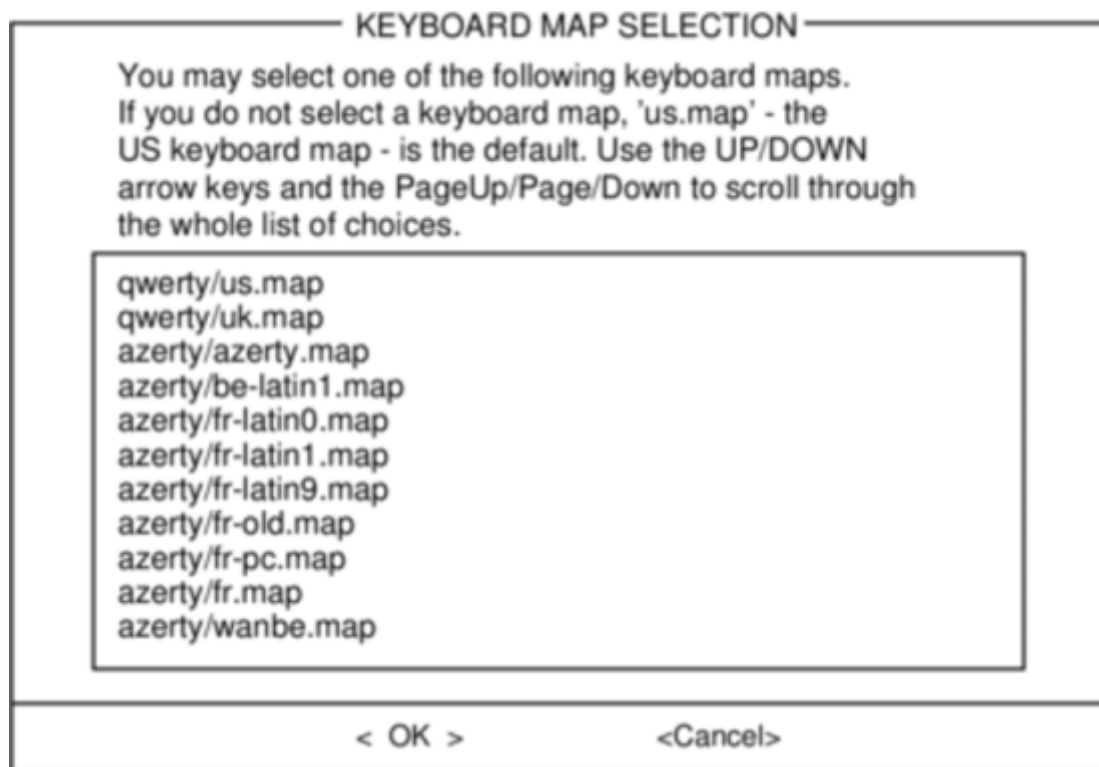 KEYBOARD MAP SELECTION
You may select one of the following keyboard maps.
If you do not select a keyboard map, 'us.map' - the
US keyboard map - is the default. Use the UP/DOWN
arrow keys and the PageUp/Page/Down to scroll through
the whole list of choices.
qwerty/us.map
qwerty/uk.map
azerty/azerty.map
azerty/be-latin1.map
azerty/fr-latin0.map
azerty/fr-latin1.map
azerty/fr-latin9.map
azerty/fr-old.map
azerty/fr-pc.map
azerty/fr.map
azerty/wanbe.map
< OK > <Cancel>